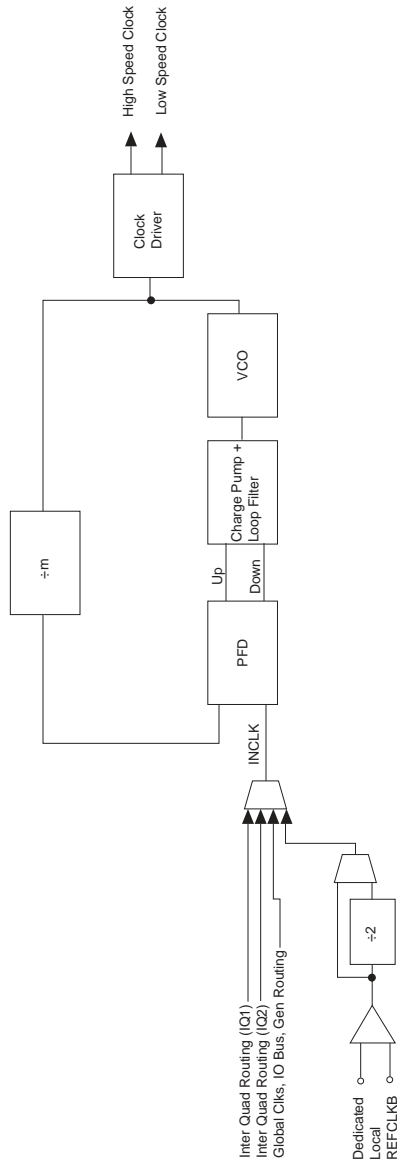 Dedicated
Local
REFCLKB
÷2
Inter Quad Routing (IQ1)
Inter Quad Routing (IQ2)
Global Clks, IO Bus, Gen Routing
INCLK
PFD
Up
Down
Charge Pump +
Loop Filter
VCO
÷m
Clock
Driver
High Speed Clock
Low Speed Clock